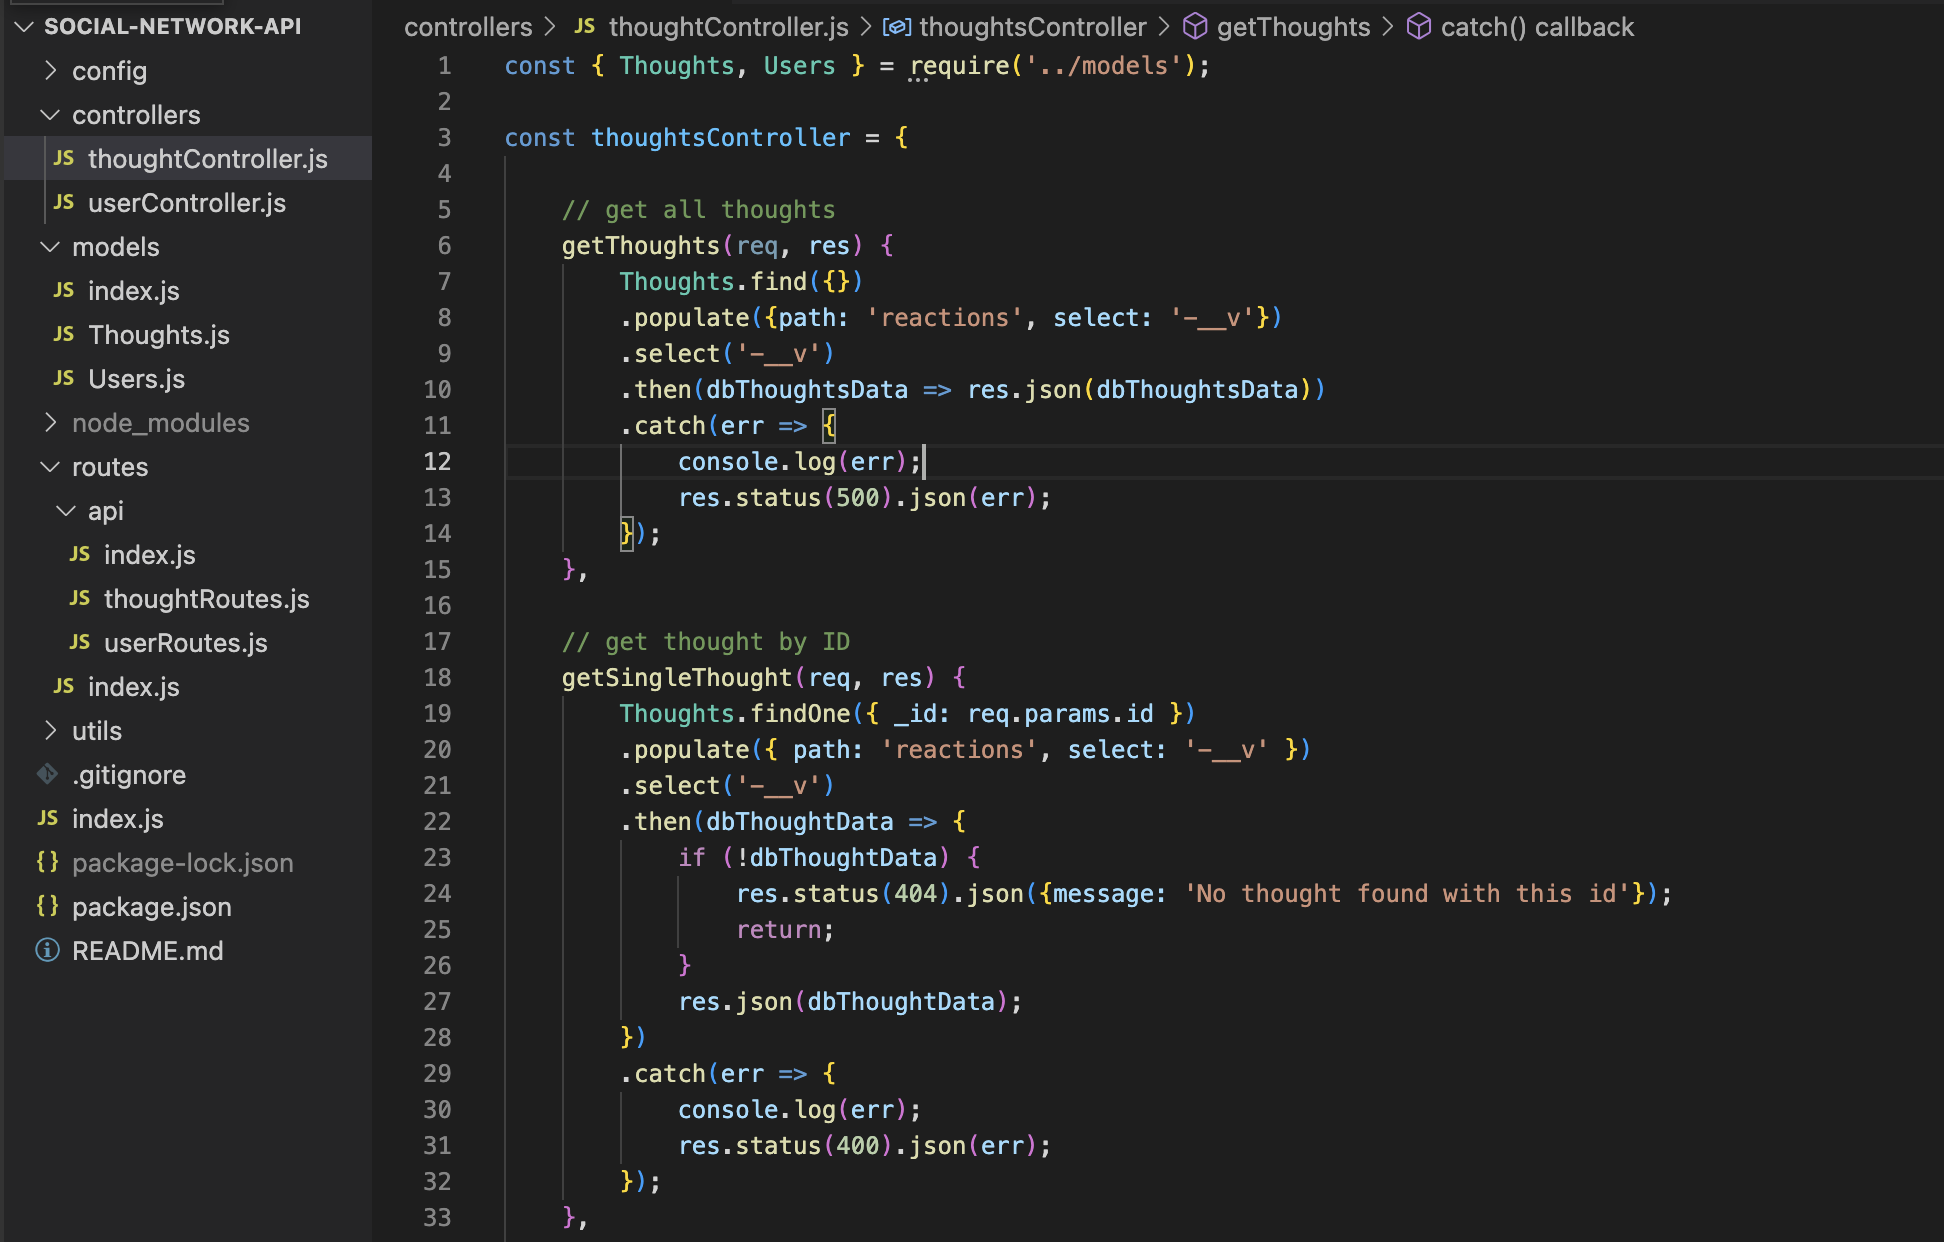 SOCIAL-NETWORK-API
config
controllers
JS thoughtController.js
JS userController.js
models
JS index.js
JS Thoughts.js
JS Users.js
node_modules
routes
api
JS index.js
JS thoughtRoutes.js
JS userRoutes.js
JS index.js
utils
.gitignore
JS index.js
{} package-lock.json
{} package.json
README.md
controllers > JS thoughtController.js > thoughtsController > getThoughts > catch() callback
1 const { Thoughts, Users } = require('../models');
2
3 const thoughtsController = {
4
5     // get all thoughts
6     getThoughts(req, res) {
7         Thoughts.find({})
8         .populate({path: 'reactions', select: '-__v'})
9         .select('-__v')
10         .then(dbThoughtsData => res.json(dbThoughtsData))
11         .catch(err => {
12             console.log(err);
13             res.status(500).json(err);
14         });
15     },
16
17     // get thought by ID
18     getSingleThought(req, res) {
19         Thoughts.findOne({ _id: req.params.id })
20         .populate({ path: 'reactions', select: '-__v' })
21         .select('-__v')
22         .then(dbThoughtData => {
23             if (!dbThoughtData) {
24                 res.status(404).json({message: 'No thought found with this id'});
25                 return;
26             }
27             res.json(dbThoughtData);
28         })
29         .catch(err => {
30             console.log(err);
31             res.status(400).json(err);
32         });
33     },